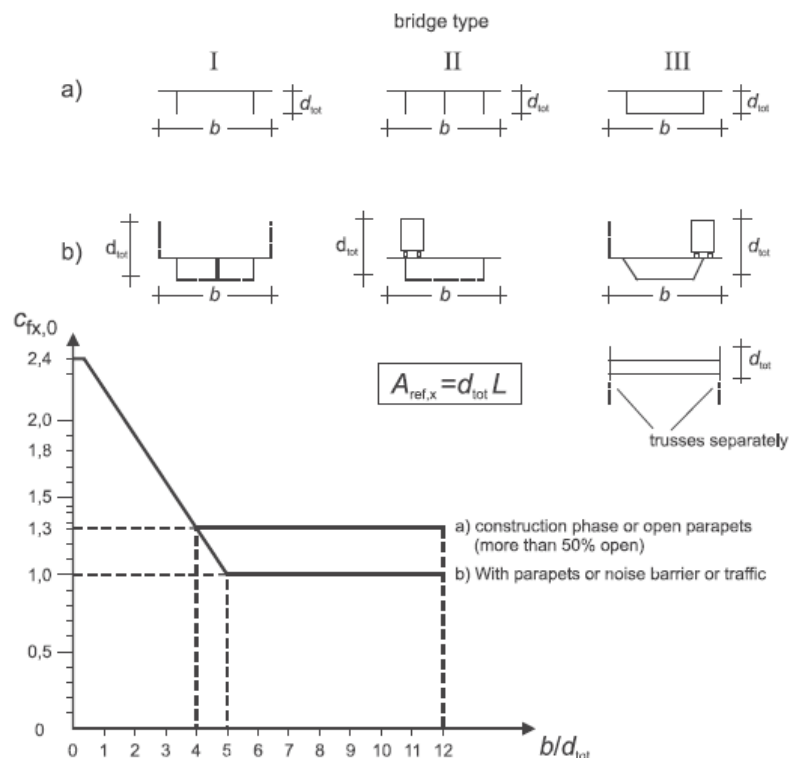 bridge type
I II III
a)
d_tot d_tot d_tot
b b b
b)
d_tot d_tot d_tot
b b b
c_fx,0
2,4
A_ref,x = d_tot L
d_tot
2,0
trusses separately
1,8
1,5
1,3
a) construction phase or open parapets
(more than 50% open)
1,0
b) With parapets or noise barrier or traffic
0,5
0
0 1 2 3 4 5 6 7 8 9 10 11 12
b/d_tot